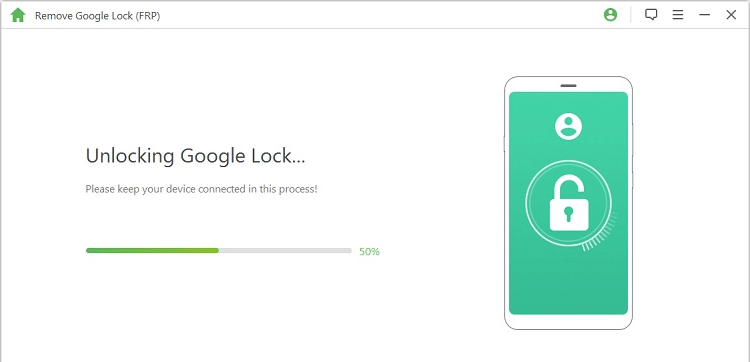 Remove Google Lock (FRP)
Unlocking Google Lock...
Please keep your device connected in this process!
50%